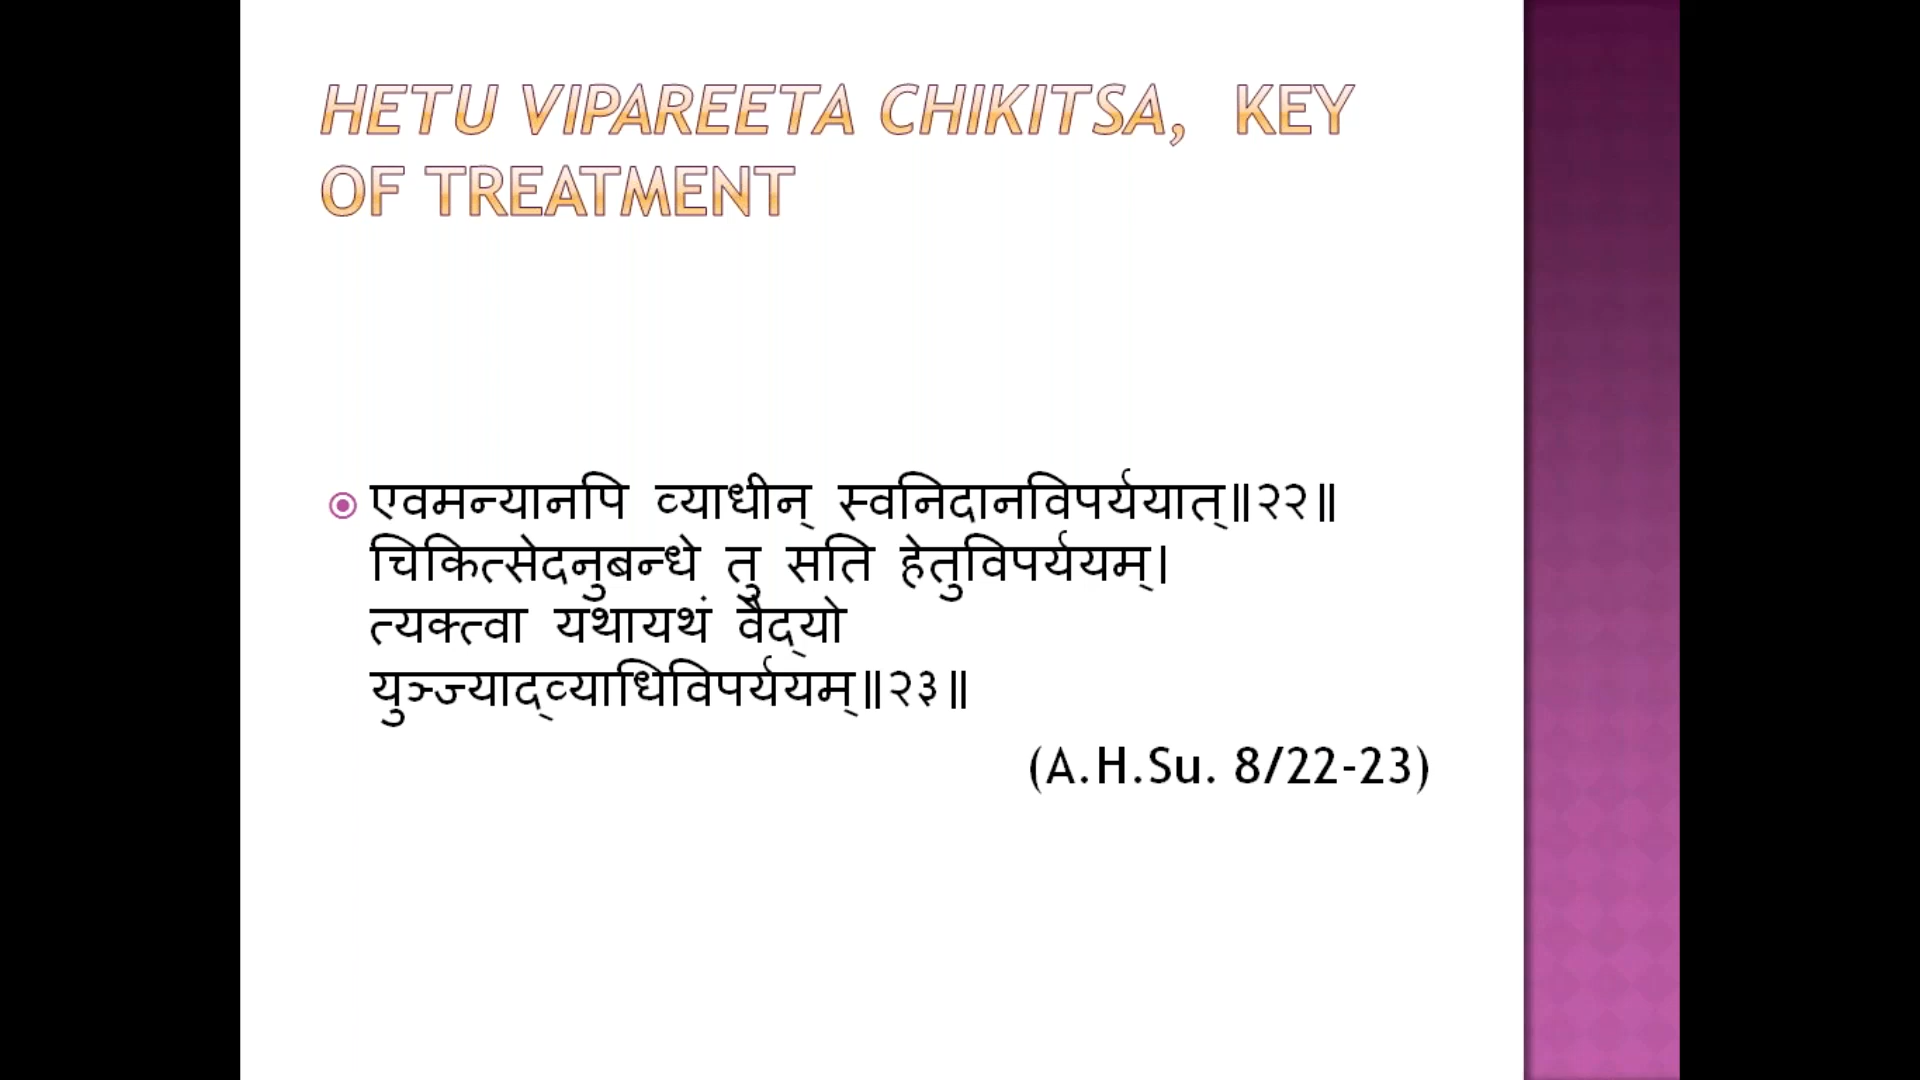 HETU VIPAREETA CHIKITSA, KEY
OF TREATMENT
एवमन्यानपि व्याधीन् स्वनिदानविपर्ययात्॥२२॥
चिकित्सेदनुबन्धे तु सति हेतुविपर्ययम्।
त्यक्त्वा यथायथं वैद्यो
युञ्ज्याद्व्याधिविपर्ययम्॥२३॥
(A.H.Su. 8/22-23)